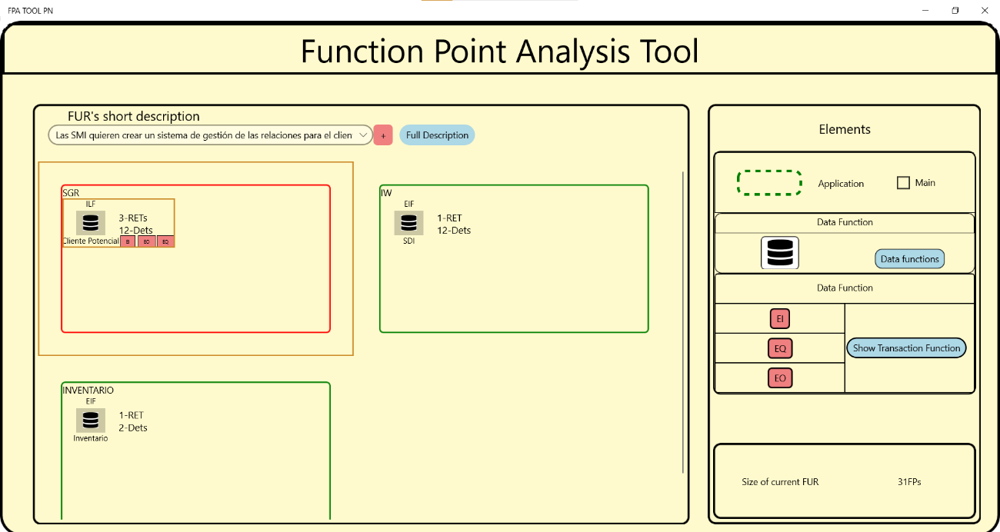 FPA TOOL PN
Function Point Analysis Tool
FUR's short description
Las SMI quieren crear un sistema de gestión de las relaciones para el clien
+
Full Description
SGR
ILF
3-RETs
12-Dets
Cliente Potencial
EI
EO
EQ
IW
EIF
1-RET
12-Dets
SDI
INVENTARIO
EIF
1-RET
2-Dets
Inventario
Elements
Application
Main
Data Function
Data functions
Data Function
EI
EQ
EO
Show Transaction Function
Size of current FUR
31FPs